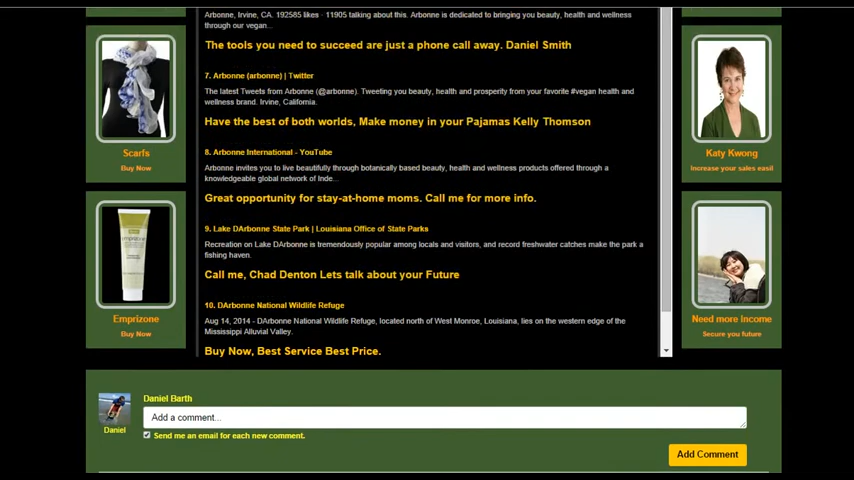 Arbonne, Irvine, CA. 192585 likes · 11905 talking about this. Arbonne is dedicated to bringing you beauty, health and wellness
through our vegan...
The tools you need to succeed are just a phone call away. Daniel Smith
7. Arbonne (arbonne) | Twitter
The latest Tweets from Arbonne (@arbonne). Tweeting you beauty, health and prosperity from your favorite #vegan health and
wellness brand. Irvine, California.
Have the best of both worlds, Make money in your Pajamas Kelly Thomson
8. Arbonne International - YouTube
Arbonne invites you to live beautifully through botanically based beauty, health and wellness products offered through a
knowledgeable global network of Inde...
Great opportunity for stay-at-home moms. Call me for more info.
9. Lake DArbonne State Park | Louisiana Office of State Parks
Recreation on Lake DArbonne is tremendously popular among locals and visitors, and record freshwater catches make the park a
fishing haven.
Call me, Chad Denton Lets talk about your Future
10. DArbonne National Wildlife Refuge
Aug 14, 2014 - DArbonne National Wildlife Refuge, located north of West Monroe, Louisiana, lies on the western edge of the
Mississippi Alluvial Valley.
Buy Now, Best Service Best Price.
Scarfs
Buy Now
Emprizone
Buy Now
Katy Kwong
Increase your sales easil
Need more Income
Secure you future
Daniel Barth
Daniel
Add a comment...
Send me an email for each new comment.
Add Comment